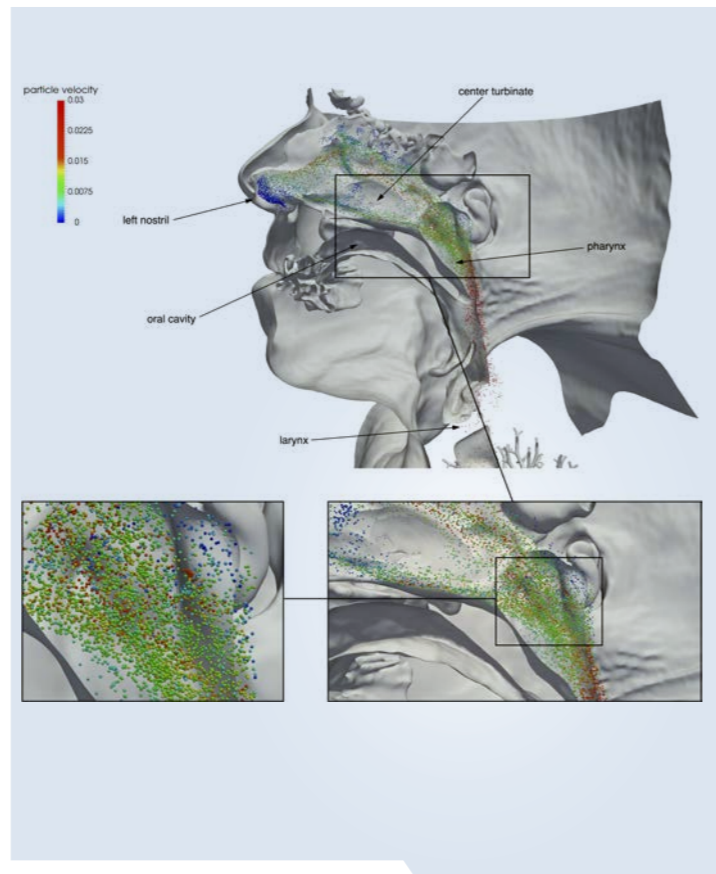 particle velocity
0.03
0.0225
0.015
0.0075
0
center turbinate
left nostril
pharynx
oral cavity
larynx